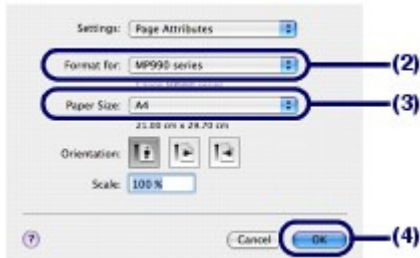 Settings: Page Attributes
Format for: MP990 series (2)
Paper Size: A4 (3)
21.00 cm x 29.70 cm
Orientation:
Scale: 100 %
? Cancel OK (4)